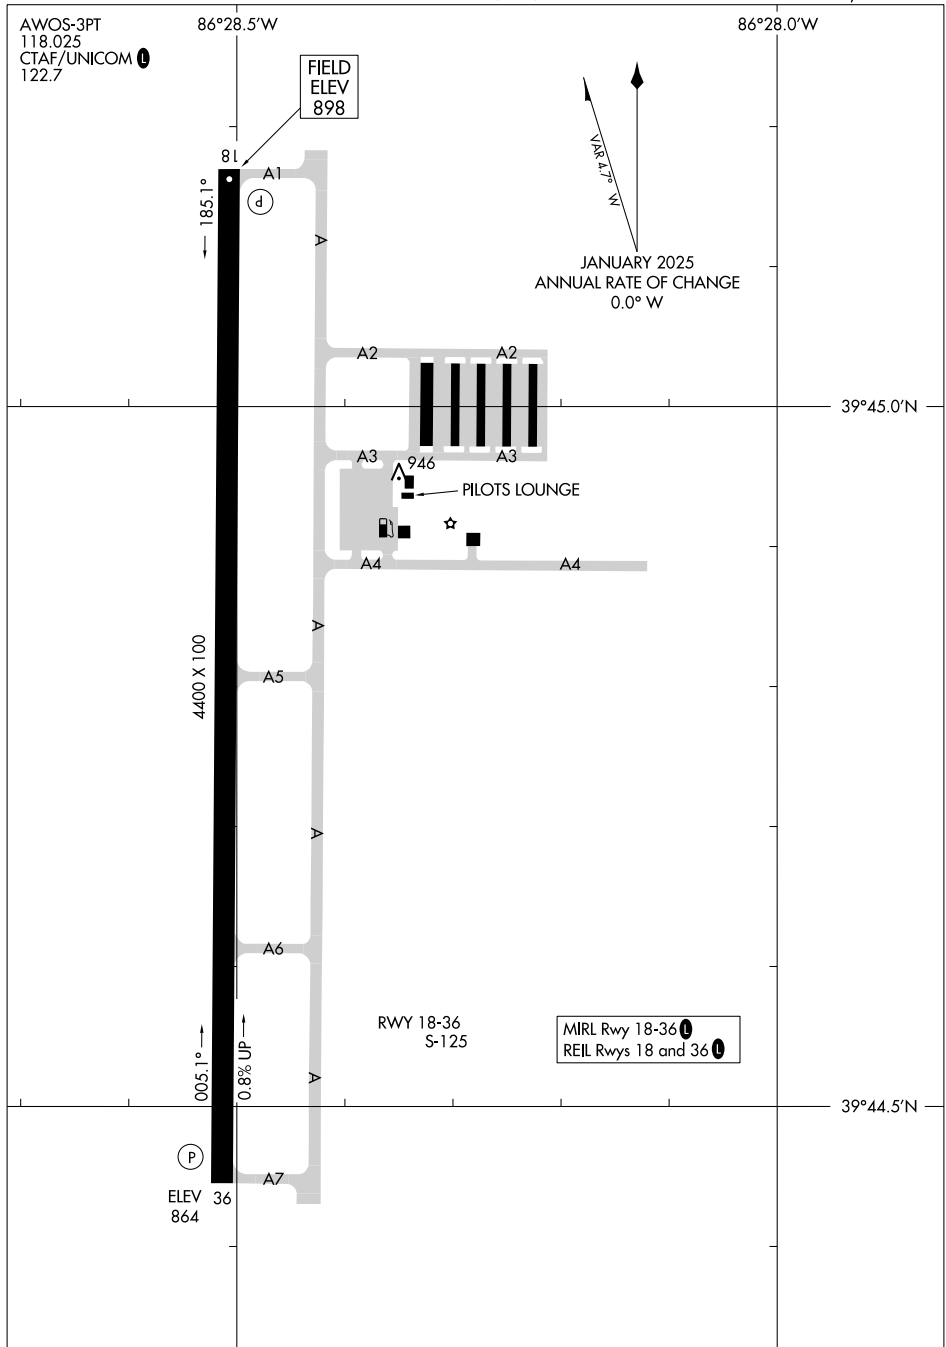 AWOS-3PT
118.025
CTAF/UNICOM L
122.7
86°28.5'W
86°28.0'W
FIELD
ELEV
898
VAR 4.7° W
JANUARY 2025
ANNUAL RATE OF CHANGE
0.0° W
18
A1
185.1°
P
A
A2
A2
39°45.0'N
A3
946
A3
PILOTS LOUNGE
A4
A4
A
4400 X 100
A5
A
A6
RWY 18-36
S-125
MIRL Rwy 18-36 L
REIL Rwys 18 and 36 L
005.1°
0.8% UP
A
39°44.5'N
P
A7
ELEV 36
864